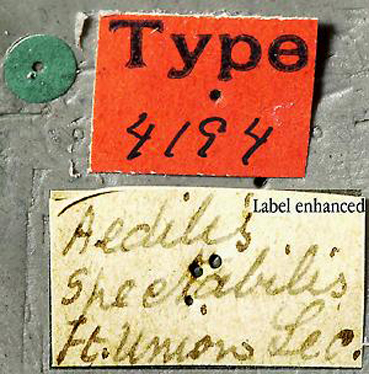 Type
4194
Label enhanced
Aedilis
spectabilis
Ft. Union Lec.